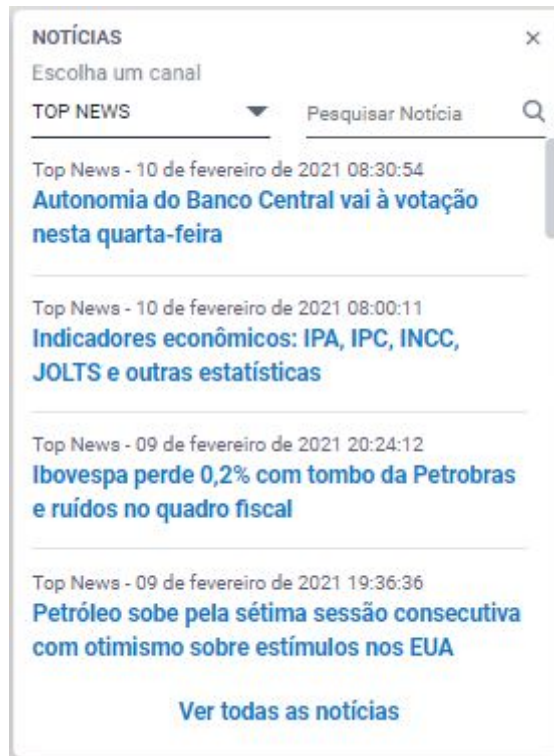 NOTÍCIAS ×
Escolha um canal
TOP NEWS Pesquisar Notícia
Top News - 10 de fevereiro de 2021 08:30:54
Autonomia do Banco Central vai à votação
nesta quarta-feira
Top News - 10 de fevereiro de 2021 08:00:11
Indicadores econômicos: IPA, IPC, INCC,
JOLTS e outras estatísticas
Top News - 09 de fevereiro de 2021 20:24:12
Ibovespa perde 0,2% com tombo da Petrobras
e ruídos no quadro fiscal
Top News - 09 de fevereiro de 2021 19:36:36
Petróleo sobe pela sétima sessão consecutiva
com otimismo sobre estímulos nos EUA
Ver todas as notícias